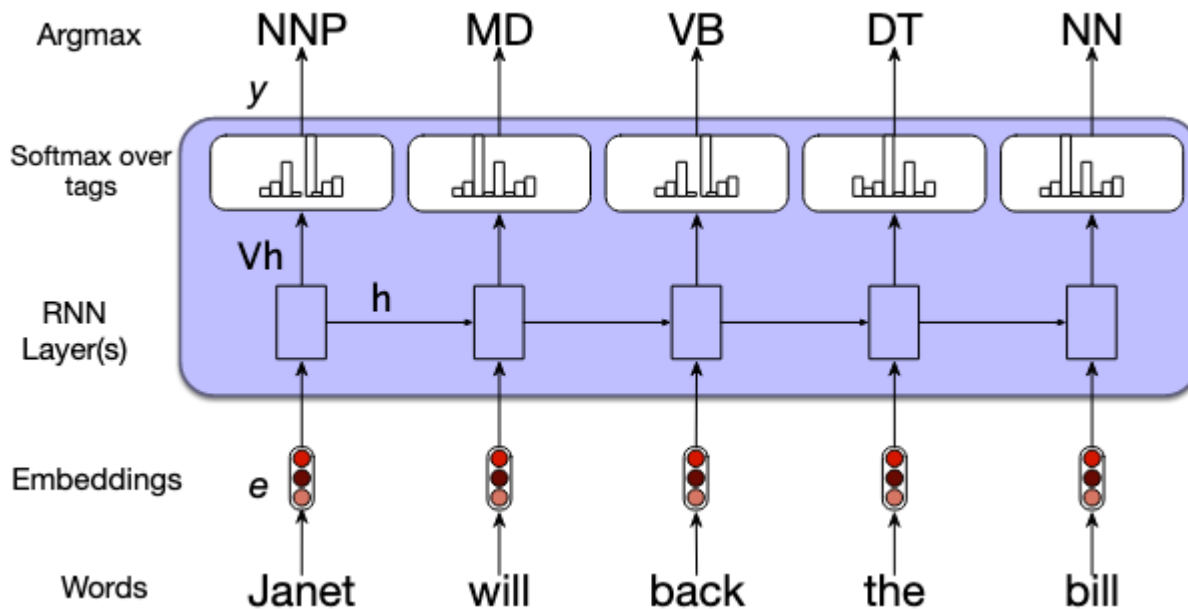 Argmax NNP MD VB DT NN
y
Softmax over
tags
Vh
h
RNN
Layer(s)
Embeddings e
Words Janet will back the bill